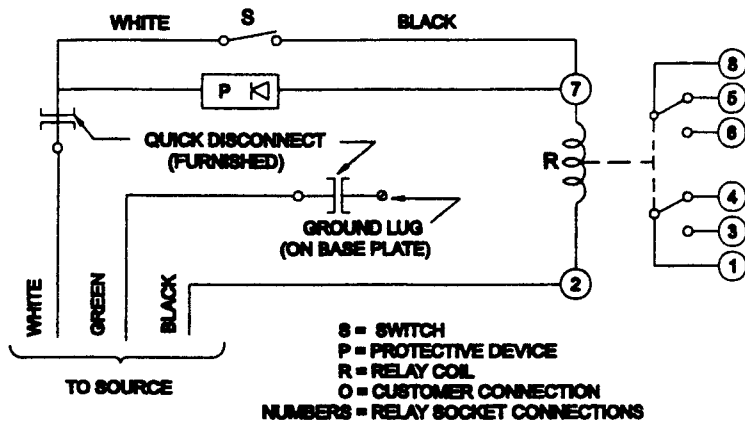 WHITE S BLACK
8
P 7 5
QUICK DISCONNECT
(FURNISHED)
6
R
GROUND LUG
(ON BASE PLATE)
4
3
1
WHITE GREEN BLACK 2
TO SOURCE
S = SWITCH
P = PROTECTIVE DEVICE
R = RELAY COIL
O = CUSTOMER CONNECTION
NUMBERS = RELAY SOCKET CONNECTIONS